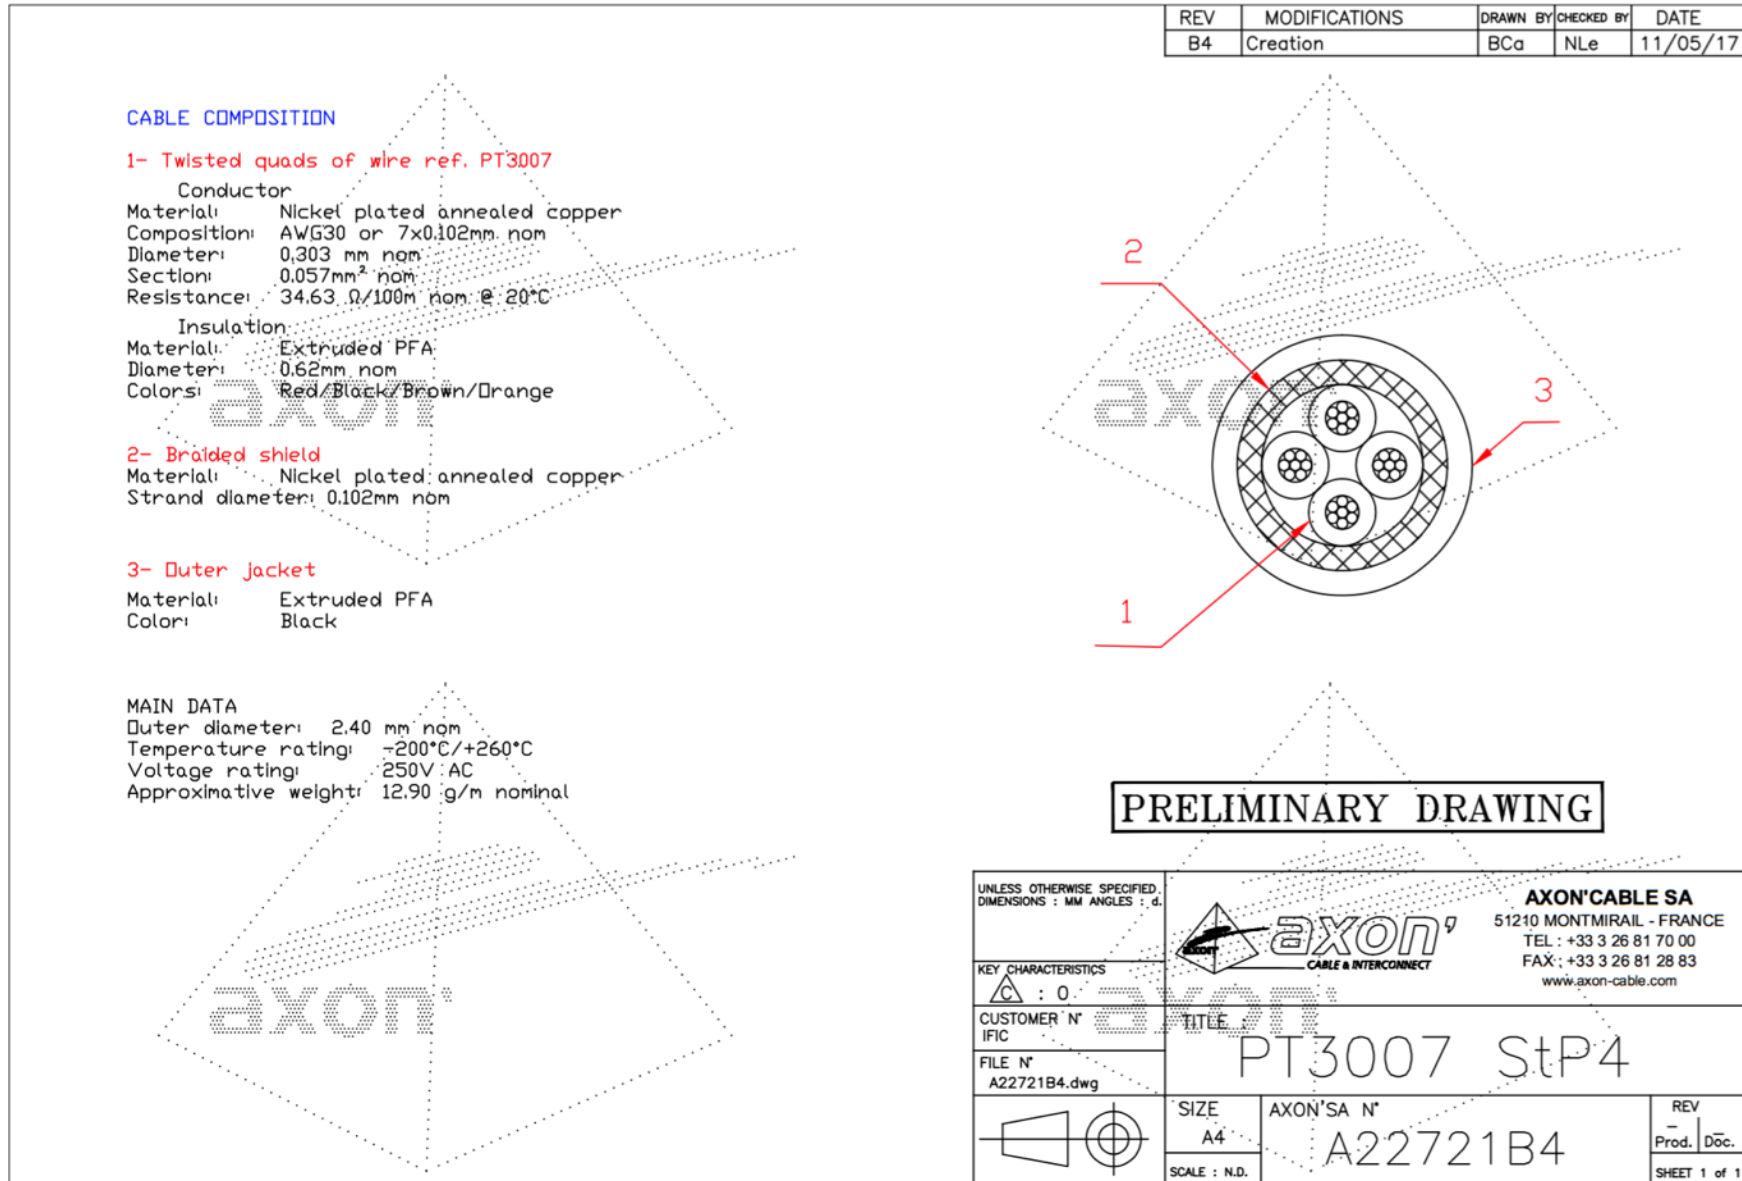 REV MODIFICATIONS DRAWN BY CHECKED BY DATE
B4 Creation BCa NLe 11/05/17
CABLE COMPOSITION
1- Twisted quads of wire ref. PT3007
Conductor
Material: Nickel plated annealed copper
Composition: AWG30 or 7x0.102mm nom
Diameter: 0.303 mm nom
Section: 0.057mm² nom
Resistance: 34.63 Ω/100m nom @ 20°C
Insulation
Material: Extruded PFA
Diameter: 0.62mm nom
Colors: Red/Black/Brown/Orange
2- Braided shield
Material: Nickel plated annealed copper
Strand diameter: 0.102mm nom
3- Outer jacket
Material: Extruded PFA
Color: Black
MAIN DATA
Outer diameter: 2.40 mm nom
Temperature rating: -200°C/+260°C
Voltage rating: 250V AC
Approximative weight: 12.90 g/m nominal
axon'
axon'
2
3
1
axon'
PRELIMINARY DRAWING
UNLESS OTHERWISE SPECIFIED.
DIMENSIONS : MM ANGLES : d.
KEY CHARACTERISTICS
C : 0
CUSTOMER N°
IFIC
FILE N°
A22721B4.dwg
axon'
axon'
CABLE & INTERCONNECT
AXON'CABLE SA
51210 MONTMIRAIL - FRANCE
TEL : +33 3 26 81 70 00
FAX : +33 3 26 81 28 83
www.axon-cable.com
axon'
TITLE :
PT3007 StP4
SIZE
A4
SCALE : N.D.
AXON'SA N°
A22721B4
REV
- -
Prod. Doc.
SHEET 1 of 1